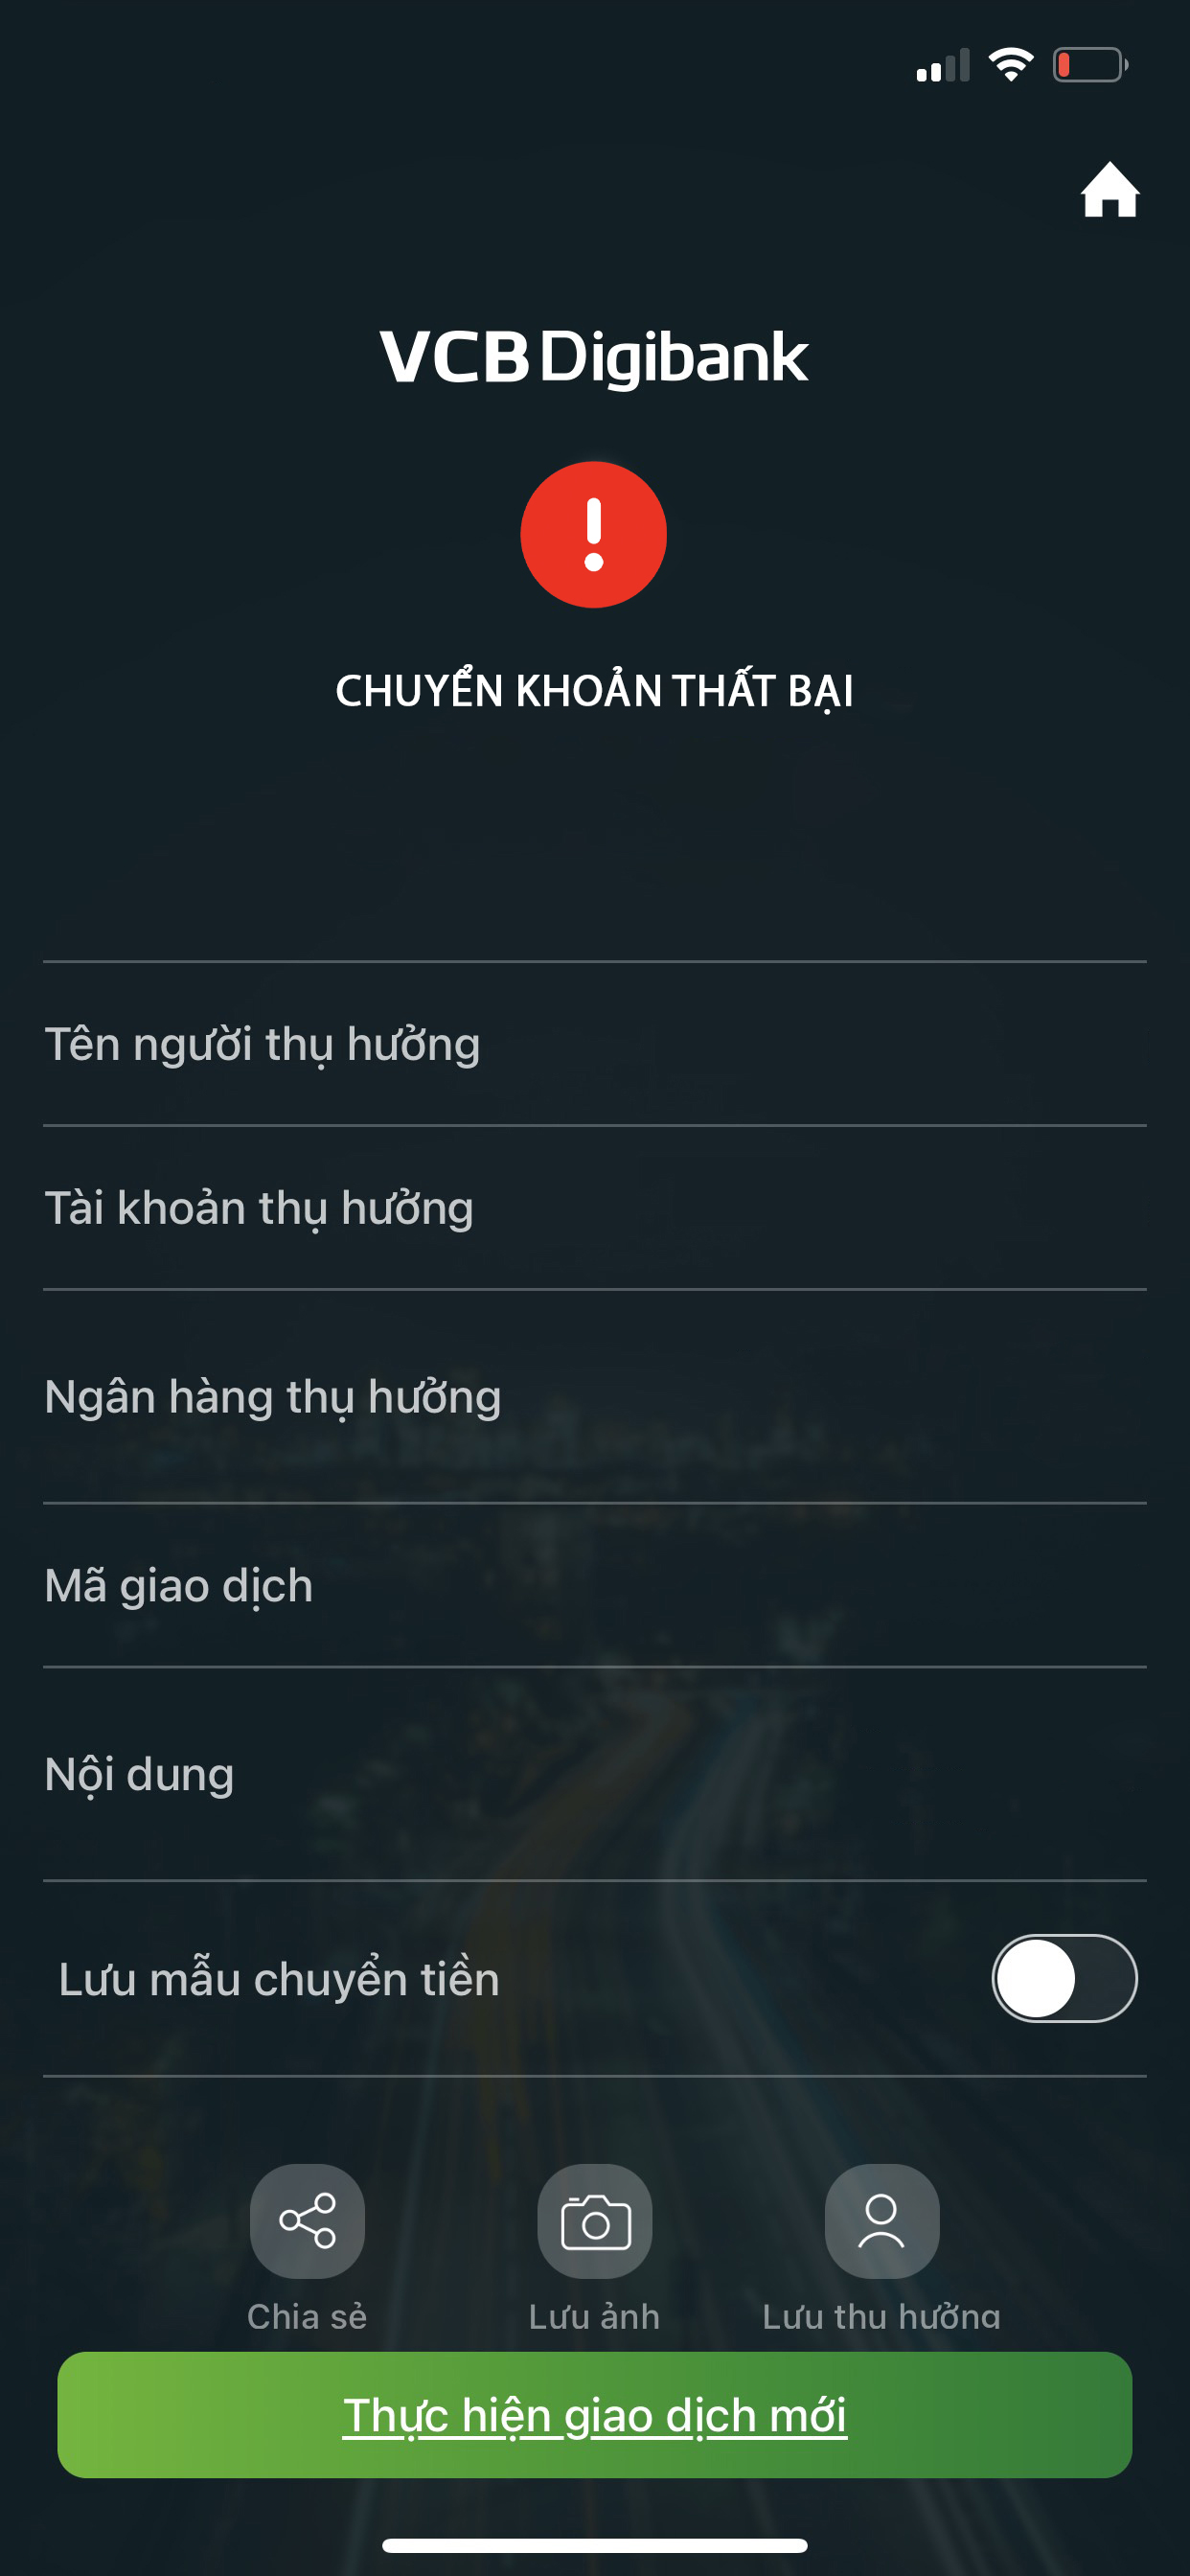 VCB Digibank
CHUYỂN KHOẢN THẤT BẠI
Tên người thụ hưởng
Tài khoản thụ hưởng
Ngân hàng thụ hưởng
Mã giao dịch
Nội dung
Lưu mẫu chuyển tiền
Chia sẻ
Lưu ảnh
Lưu thu hưởng
Thực hiện giao dịch mới